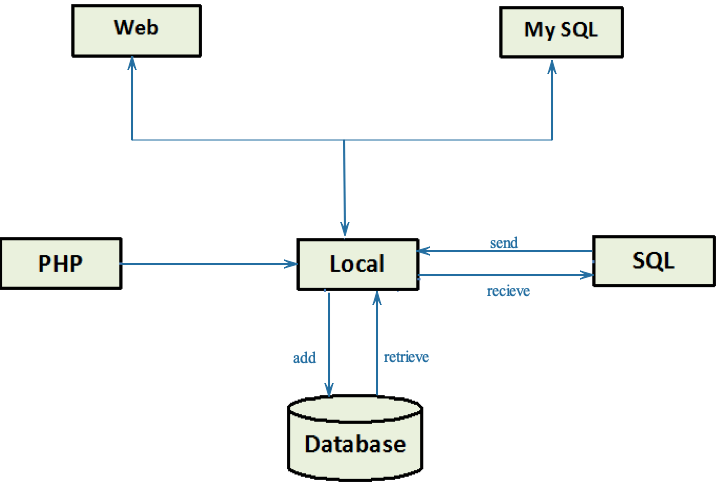 Web
My SQL
PHP
Local
send
SQL
recieve
add
retrieve
Database